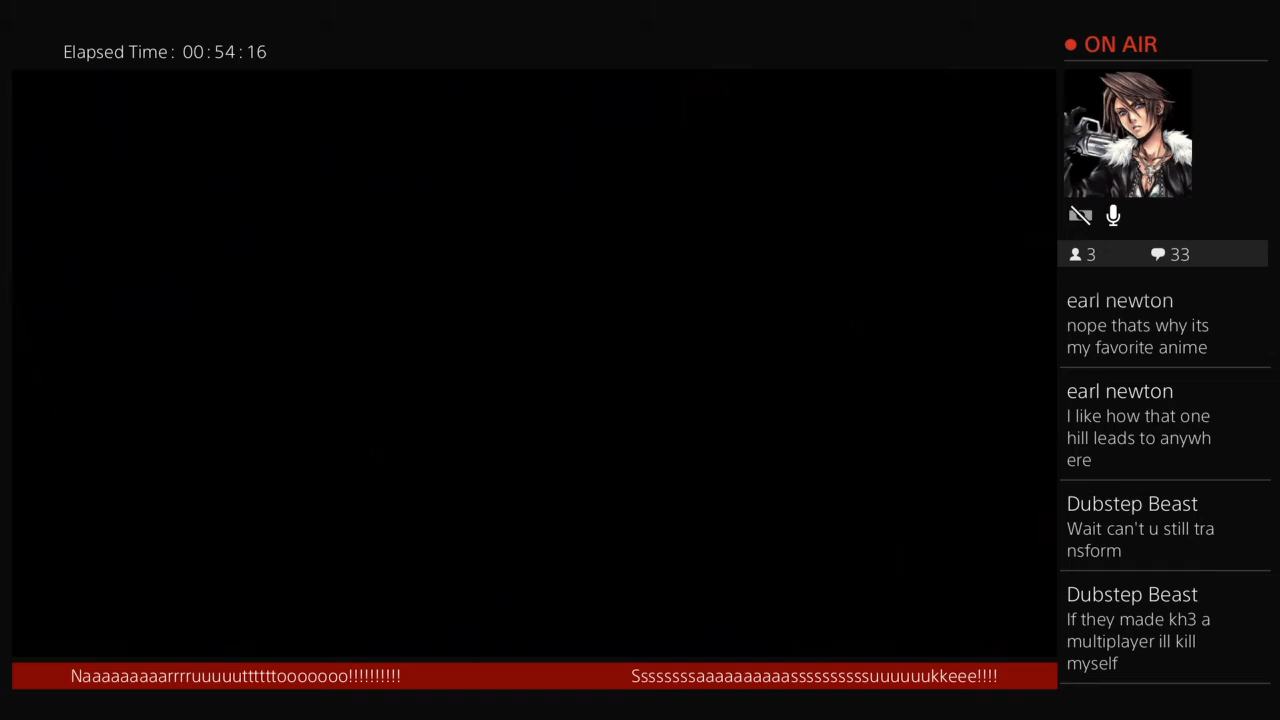 Elapsed Time: 00:54:16
ON AIR
3 33
earl newton
nope thats why its
my favorite anime
earl newton
I like how that one
hill leads to anywh
ere
Dubstep Beast
Wait can't u still tra
nsform
Dubstep Beast
If they made kh3 a
multiplayer ill kill
myself
Naaaaaaaaarrrruuuuuttttttooooooo!!!!!!!!!! Ssssssssaaaaaaaaaasssssssssssuuuuuukkeee!!!!